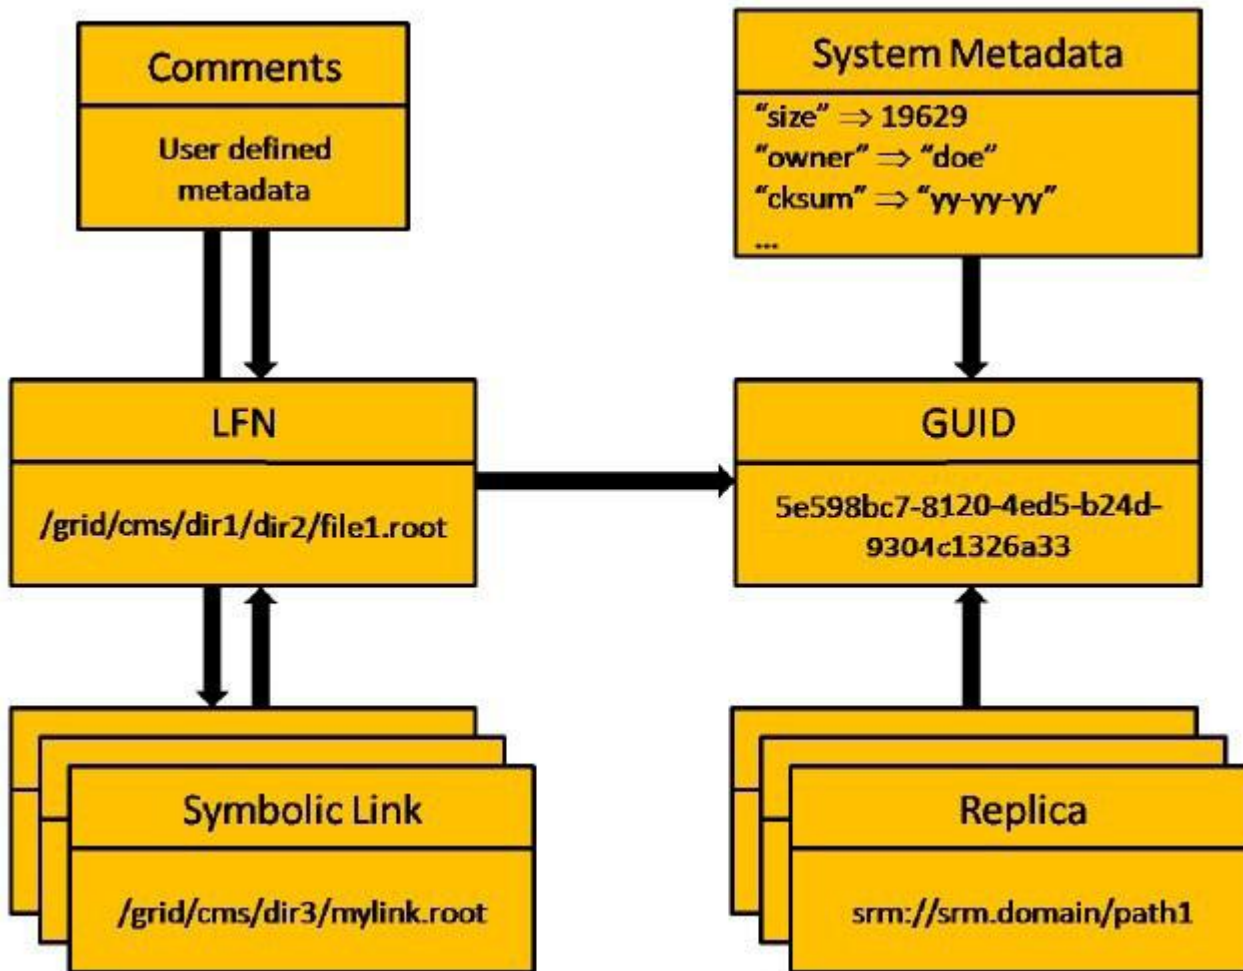 Comments
User defined
metadata
System Metadata
“size” ⇒ 19629
“owner” ⇒ “doe”
“cksum” ⇒ “yy-yy-yy”
...
LFN
/grid/cms/dir1/dir2/file1.root
GUID
5e598bc7-8120-4ed5-b24d-
9304c1326a33
Symbolic Link
/grid/cms/dir3/mylink.root
Replica
srm://srm.domain/path1